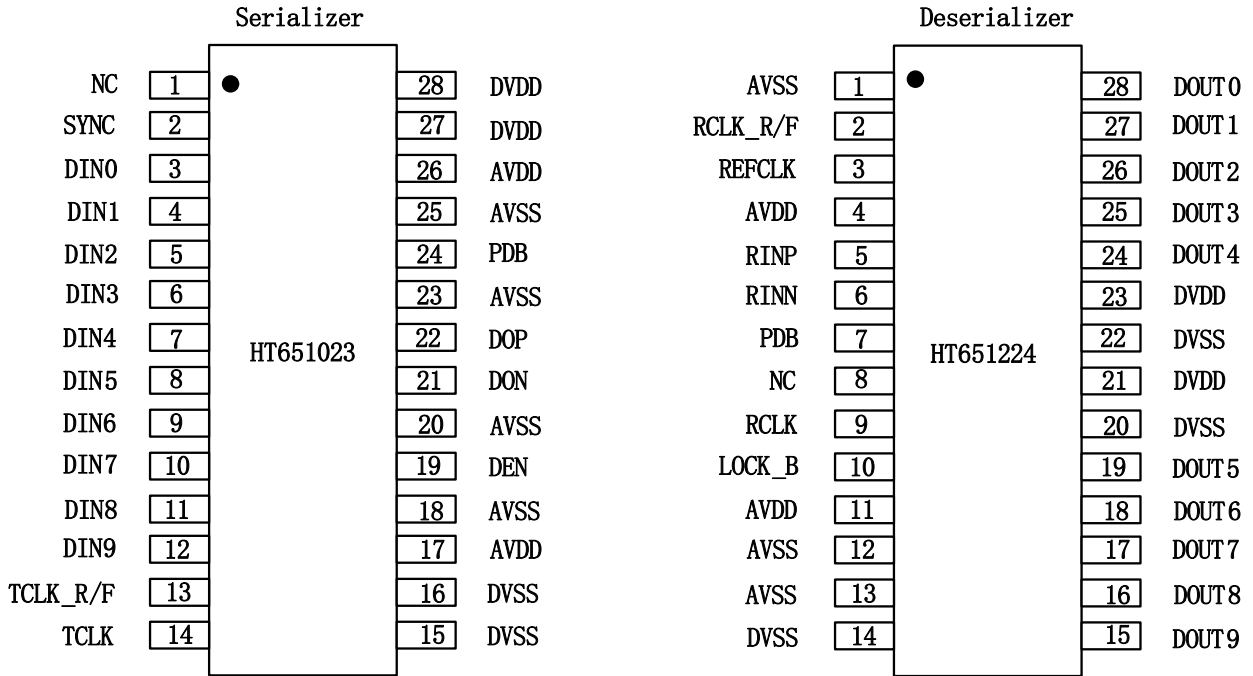 Serializer Deserializer
NC 1 28 DVDD AVSS 1 28 DOUT0
SYNC 2 27 DVDD RCLK_R/F 2 27 DOUT1
DIN0 3 26 AVDD REFCLK 3 26 DOUT2
DIN1 4 25 AVSS AVDD 4 25 DOUT3
DIN2 5 24 PDB RINP 5 24 DOUT4
DIN3 6 23 AVSS RINN 6 23 DVDD
DIN4 7 22 DOP PDB 7 22 DVSS
HT651023 HT651224
DIN5 8 21 DON NC 8 21 DVDD
DIN6 9 20 AVSS RCLK 9 20 DVSS
DIN7 10 19 DEN LOCK_B 10 19 DOUT5
DIN8 11 18 AVSS AVDD 11 18 DOUT6
DIN9 12 17 AVDD AVSS 12 17 DOUT7
TCLK_R/F 13 16 DVSS AVSS 13 16 DOUT8
TCLK 14 15 DVSS DVSS 14 15 DOUT9